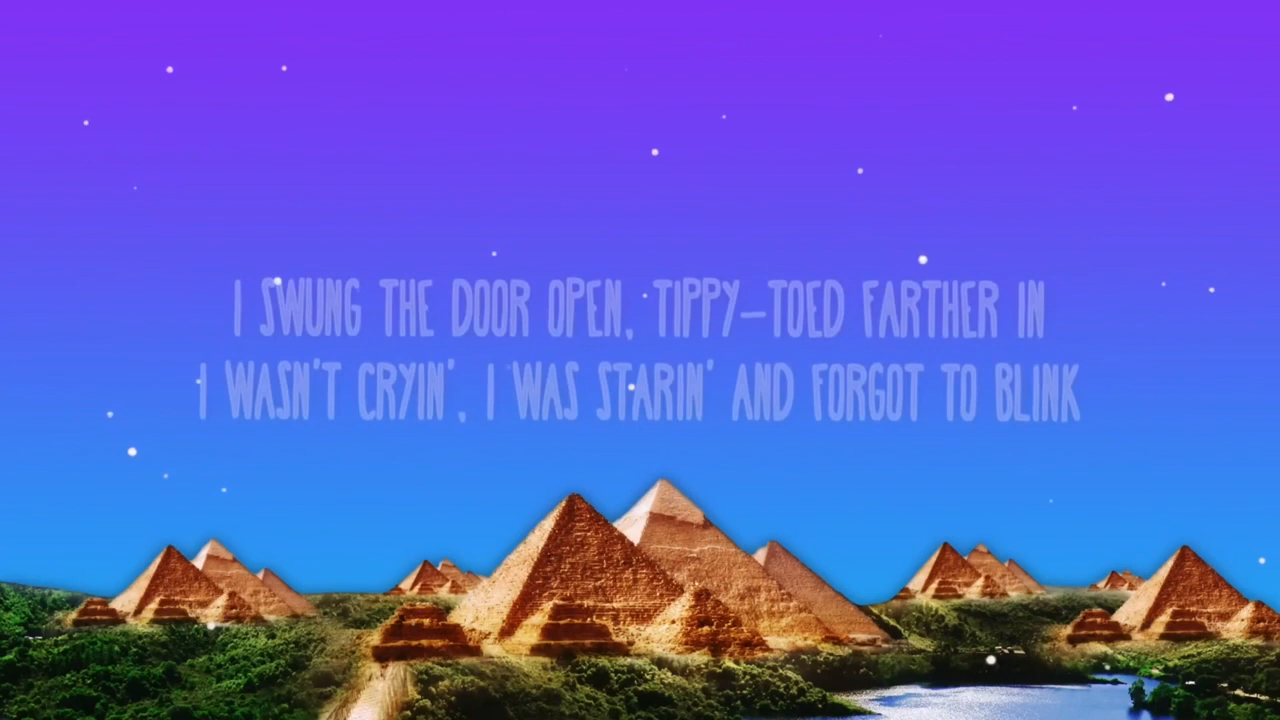 I SWUNG THE DOOR OPEN, TIPPY-TOED FARTHER IN
I WASN'T CRYIN', I WAS STARIN' AND FORGOT TO BLINK